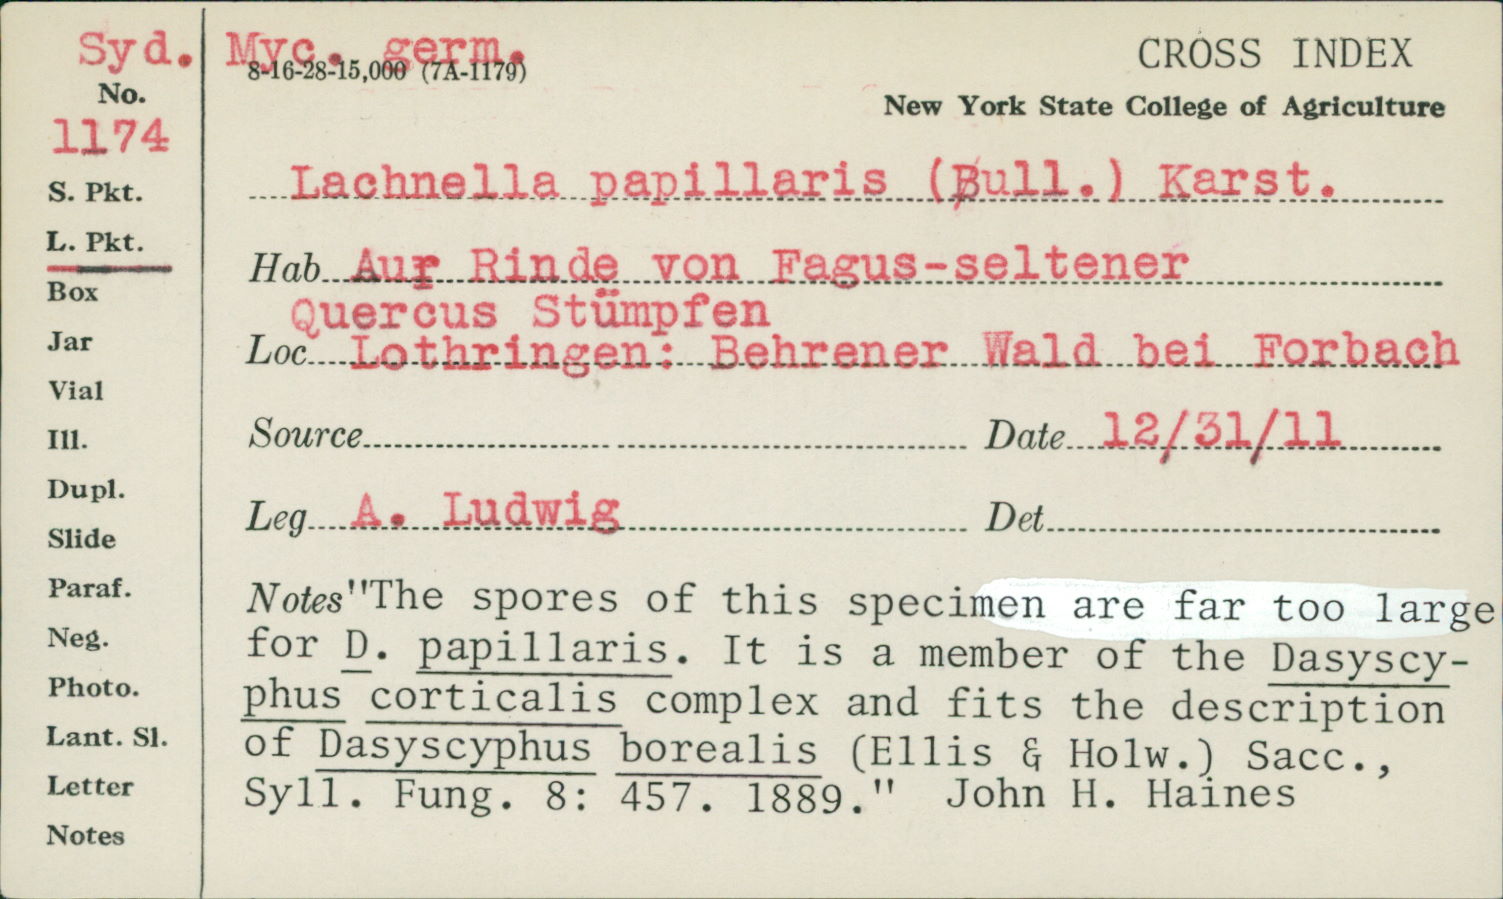 Syd. Myc. germ.
8-16-28-15,000 (7A-1179)
CROSS INDEX
New York State College of Agriculture
No.
1174
S. Pkt.
L. Pkt.
Box
Jar
Vial
Ill.
Dupl.
Slide
Paraf.
Neg.
Photo.
Lant. Sl.
Letter
Notes
Lachnella papillaris (Bull.) Karst.
Hab Aur Rinde von Fagus-seltener
Quercus Stümpfen
Loc Lothringen: Behrener Wald bei Forbach
Source Date 12/31/11
Leg A. Ludwig Det
Notes "The spores of this specimen are far too large
for D. papillaris. It is a member of the Dasyscy-
phus corticalis complex and fits the description
of Dasyscyphus borealis (Ellis & Holw.) Sacc.,
Syll. Fung. 8: 457. 1889." John H. Haines